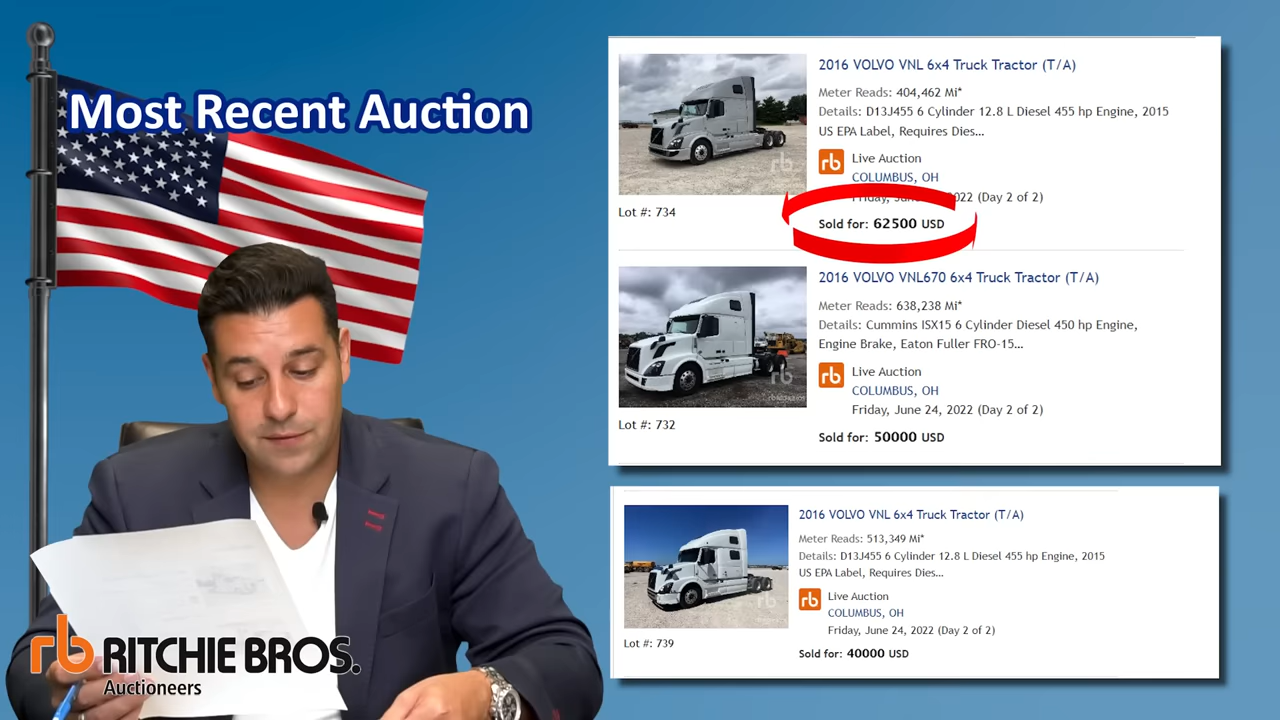 Most Recent Auction
rb RITCHIE BROS.
Auctioneers
2016 VOLVO VNL 6x4 Truck Tractor (T/A)
Meter Reads: 404,462 Mi*
Details: D13J455 6 Cylinder 12.8 L Diesel 455 hp Engine, 2015
US EPA Label, Requires Dies...
rb Live Auction
COLUMBUS, OH
Friday, 22 (Day 2 of 2)
Lot #: 734
Sold for: 62500 USD
2016 VOLVO VNL670 6x4 Truck Tractor (T/A)
Meter Reads: 638,238 Mi*
Details: Cummins ISX15 6 Cylinder Diesel 450 hp Engine,
Engine Brake, Eaton Fuller FRO-15...
rb Live Auction
COLUMBUS, OH
Friday, June 24, 2022 (Day 2 of 2)
Lot #: 732
Sold for: 50000 USD
2016 VOLVO VNL 6x4 Truck Tractor (T/A)
Meter Reads: 513,349 Mi*
Details: D13J455 6 Cylinder Diesel 12.8 L Diesel 455 hp Engine, 2015
US EPA Label, Requires Dies...
rb Live Auction
COLUMBUS, OH
Friday, June 24, 2022 (Day 2 of 2)
Lot #: 739
Sold for: 40000 USD